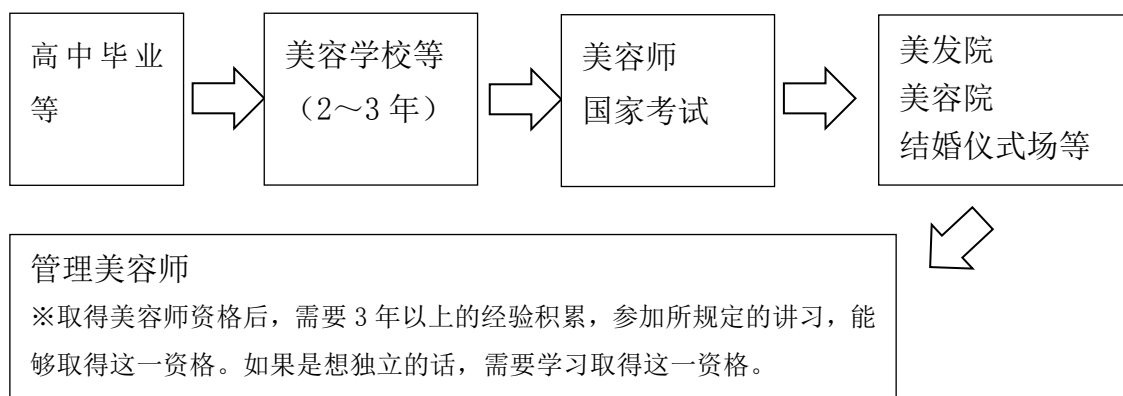 高中毕业
等
美容学校等
（2～3 年）
美容师
国家考试
美发院
美容院
结婚仪式场等
管理美容师
※取得美容师资格后，需要 3 年以上的经验积累，参加所规定的讲习，能
够取得这一资格。如果是想独立的话，需要学习取得这一资格。